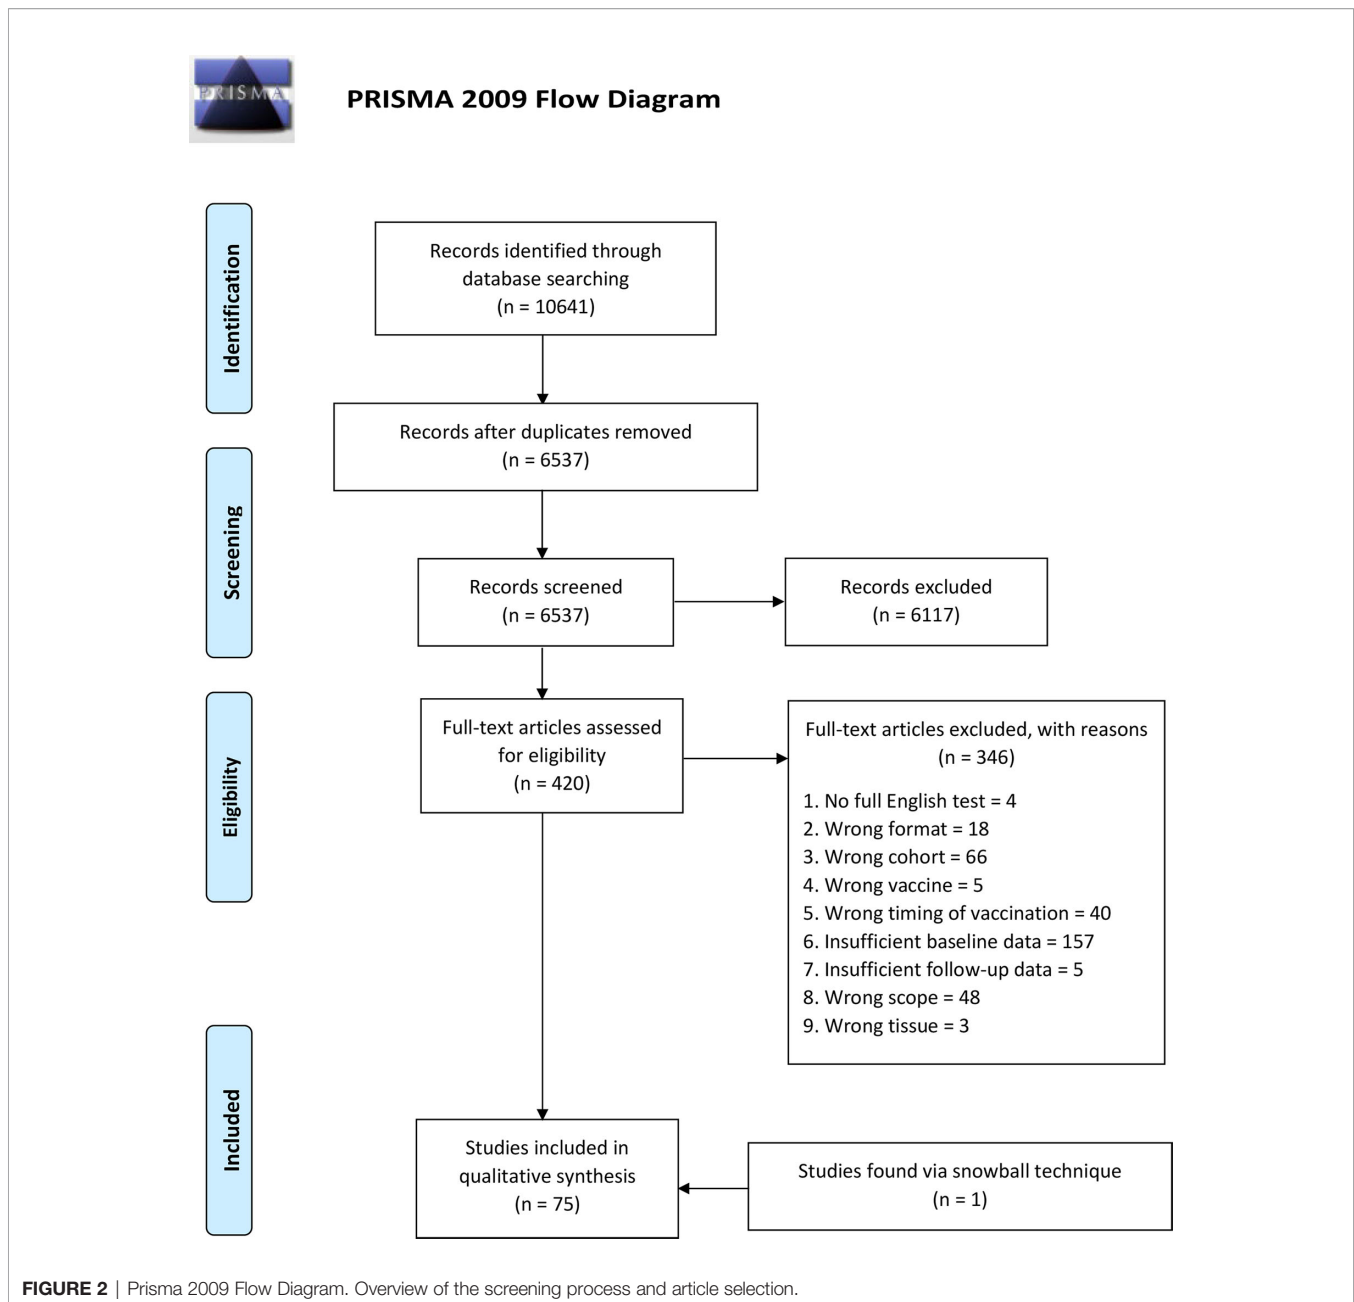 PRISMA
PRISMA 2009 Flow Diagram
Identification
Records identified through
database searching
(n = 10641)
Records after duplicates removed
(n = 6537)
Screening
Records screened
(n = 6537)
Records excluded
(n = 6117)
Eligibility
Full-text articles assessed
for eligibility
(n = 420)
Full-text articles excluded, with reasons
(n = 346)
1. No full English test = 4
2. Wrong format = 18
3. Wrong cohort = 66
4. Wrong vaccine = 5
5. Wrong timing of vaccination = 40
6. Insufficient baseline data = 157
7. Insufficient follow-up data = 5
8. Wrong scope = 48
9. Wrong tissue = 3
Included
Studies included in
qualitative synthesis
(n = 75)
Studies found via snowball technique
(n = 1)
FIGURE 2 | Prisma 2009 Flow Diagram. Overview of the screening process and article selection.